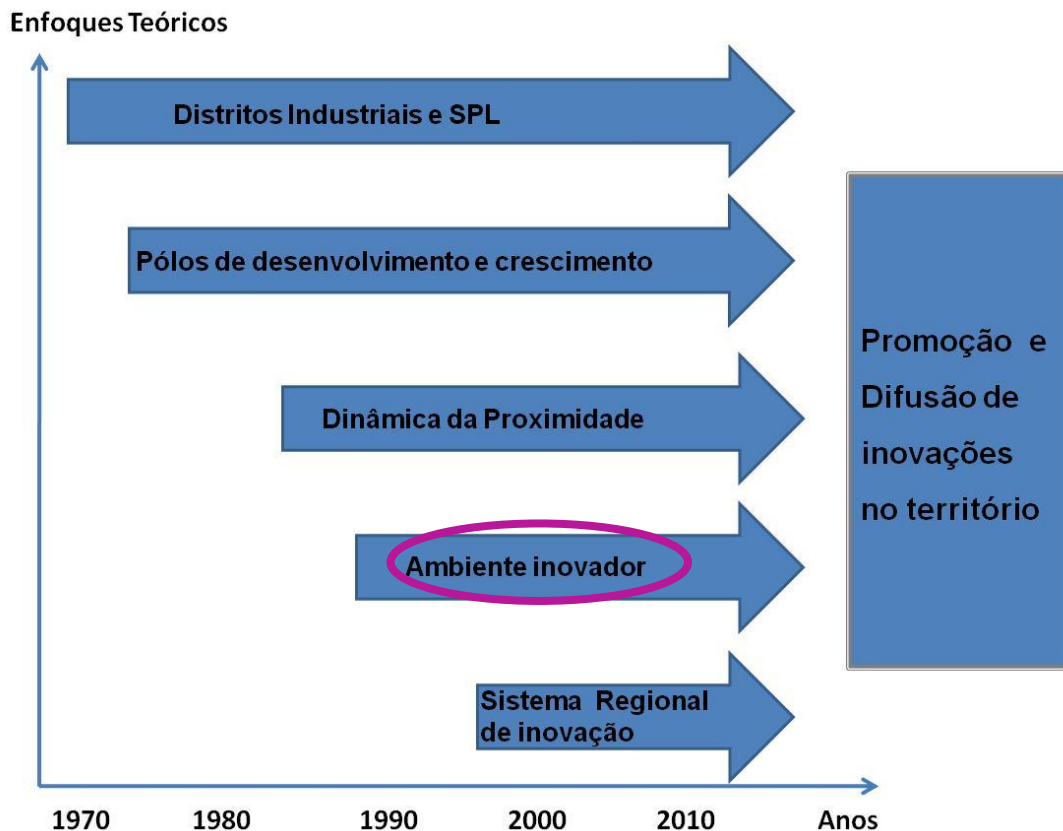 Enfoques Teóricos
Distritos Industriais e SPL
Pólos de desenvolvimento e crescimento
Dinâmica da Proximidade
Ambiente inovador
Sistema Regional
de inovação
Promoção e
Difusão de
inovações
no território
1970 1980 1990 2000 2010 Anos